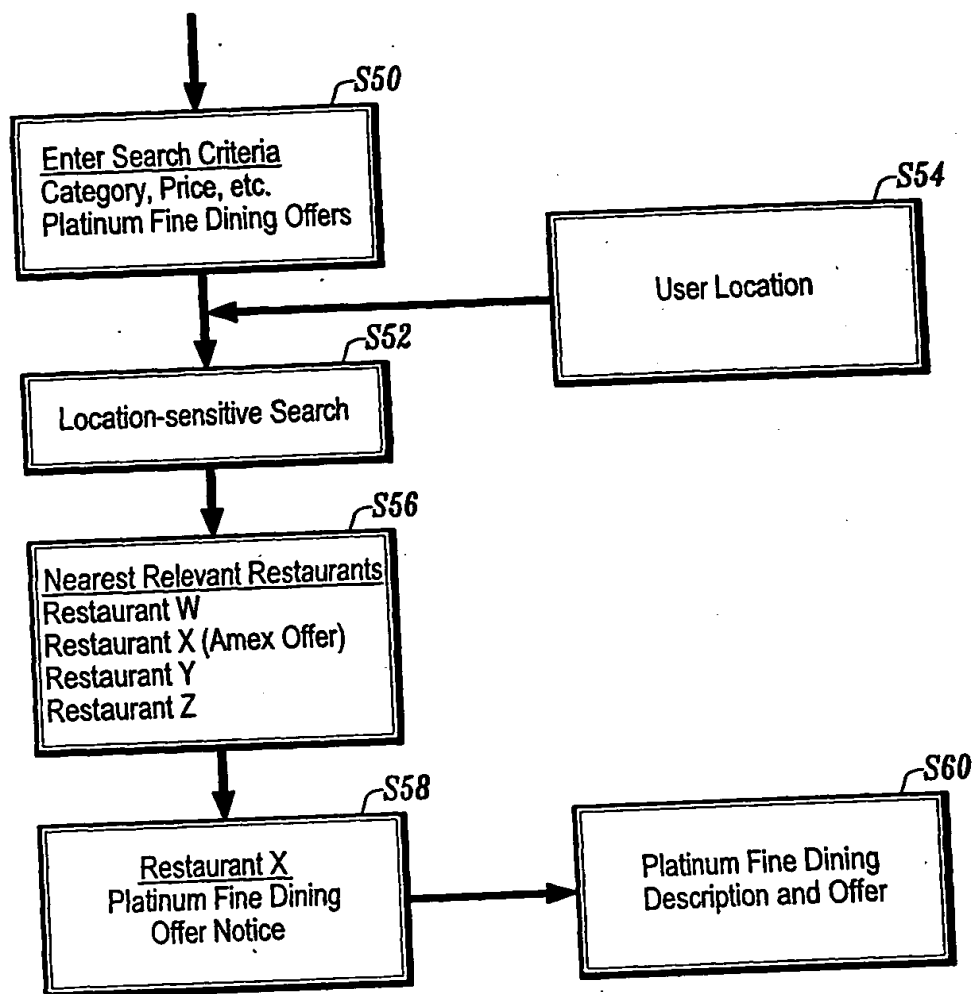 S50
Enter Search Criteria
Category, Price, etc.
Platinum Fine Dining Offers
S54
User Location
S52
Location-sensitive Search
S56
Nearest Relevant Restaurants
Restaurant W
Restaurant X (Amex Offer)
Restaurant Y
Restaurant Z
S58
Restaurant X
Platinum Fine Dining
Offer Notice
S60
Platinum Fine Dining
Description and Offer